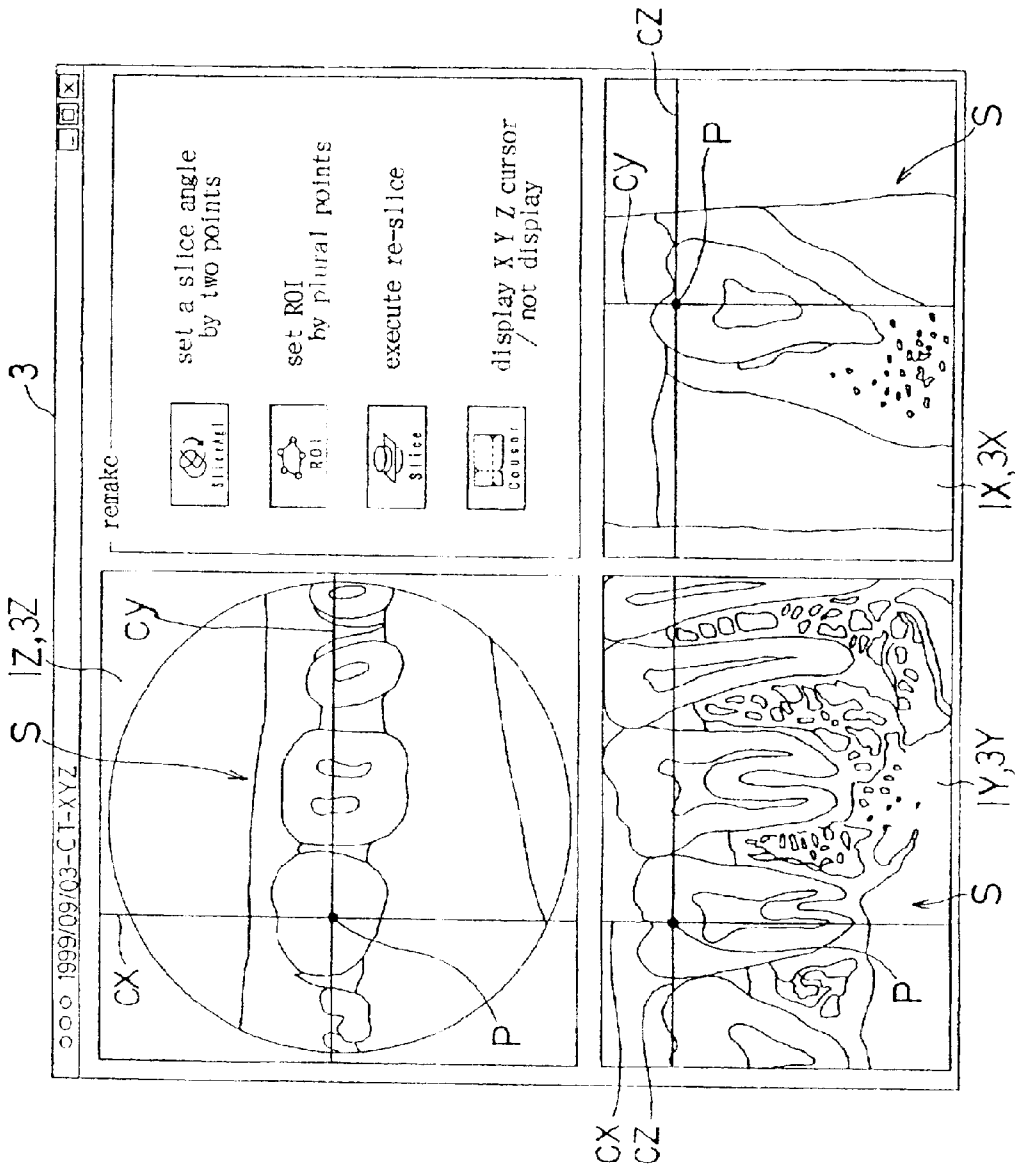 3
○○○ 1999/09/03-CT-XYZ
S
1Z,3Z
CX
CY
P
remake
SliceAgl
set a slice angle
by two points
ROI
set ROI
by plural points
Slice
execute re-slice
Couser
display X Y Z cursor
/ not display
CX
CZ
P
S
1Y,3Y
CY
CZ
P
S
1X,3X